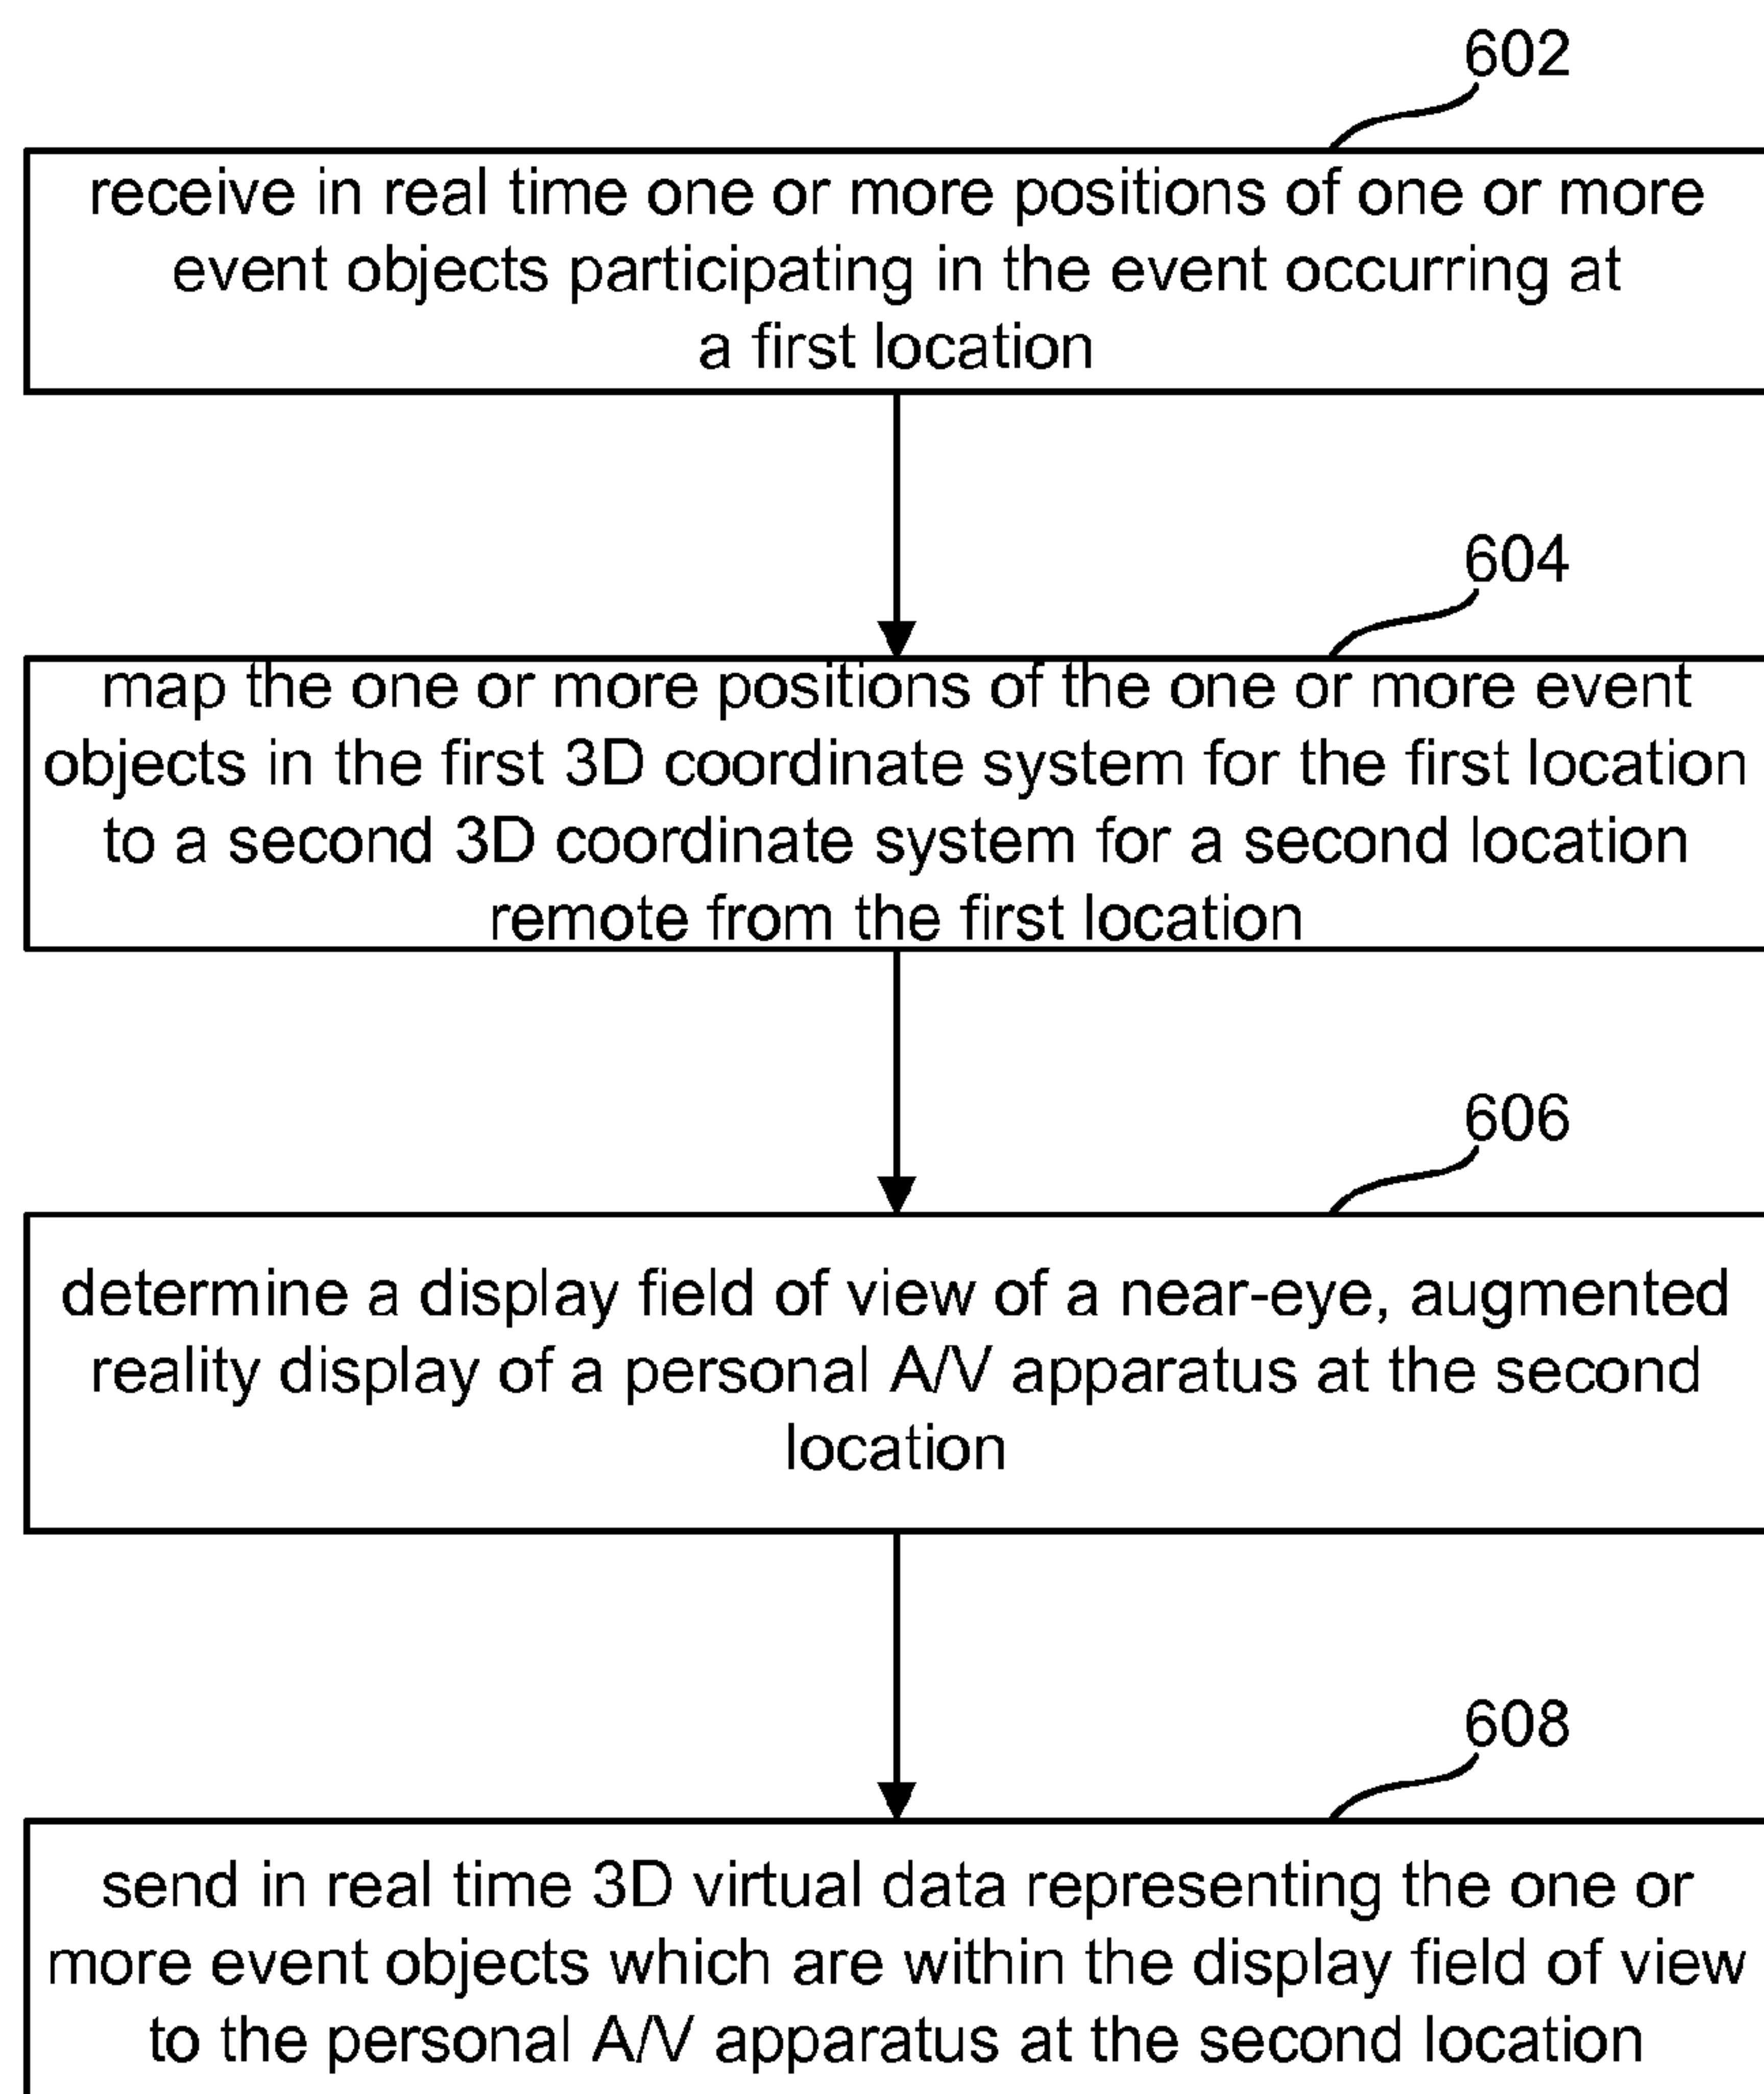 602
receive in real time one or more positions of one or more
event objects participating in the event occurring at
a first location
604
map the one or more positions of the one or more event
objects in the first 3D coordinate system for the first location
to a second 3D coordinate system for a second location
remote from the first location
606
determine a display field of view of a near-eye, augmented
reality display of a personal A/V apparatus at the second
location
608
send in real time 3D virtual data representing the one or
more event objects which are within the display field of view
to the personal A/V apparatus at the second location